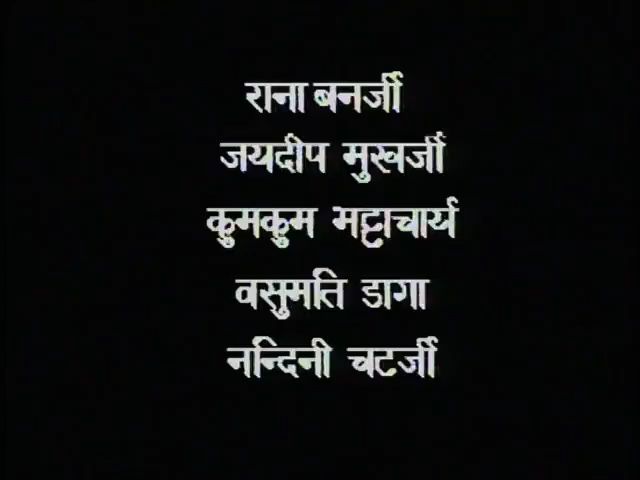 राना बनर्जी
जयदीप मुखर्जी
कुमकुम भट्टाचार्य
वसुमति डागा
नन्दिनी चटर्जी